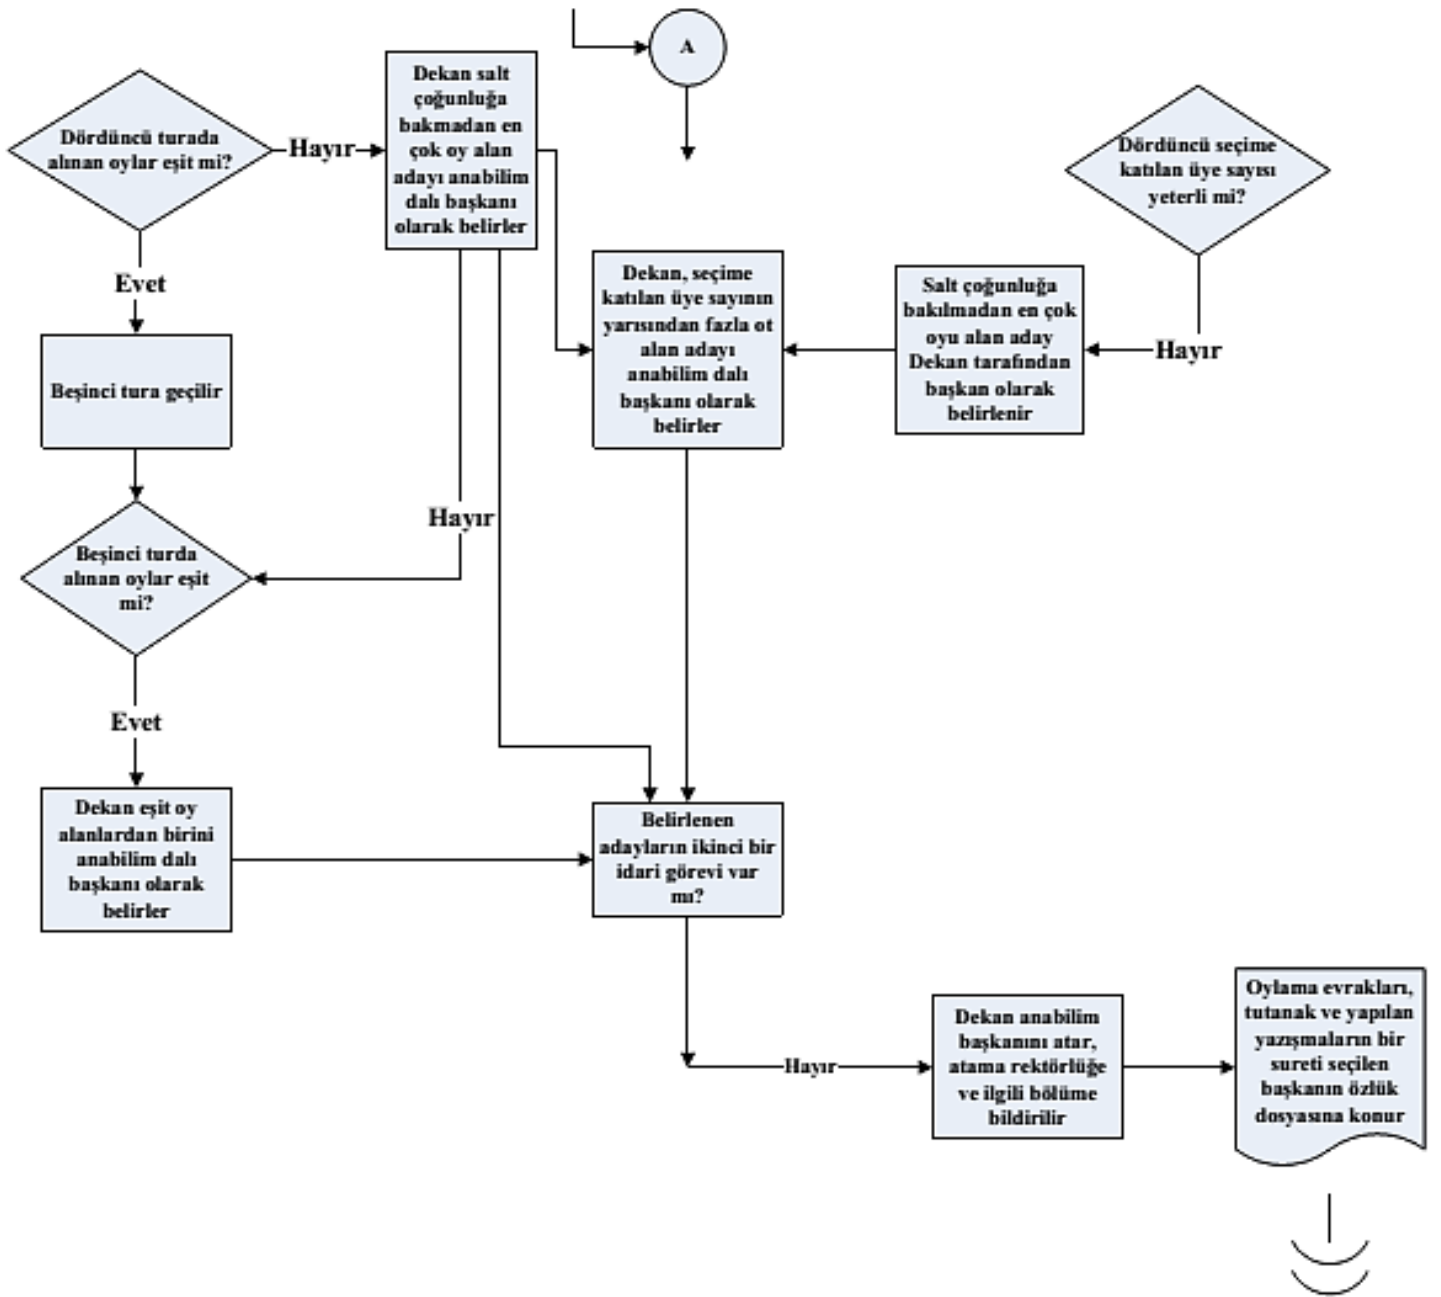 A
Dekan salt
çoğunluğa
bakmadan en
çok oy alan
adayı anabilim
dalı başkanı
olarak belirler
Dördüncü turada
alınan oylar eşit mi?
Hayır
Dördüncü seçime
katılan üye sayısı
yeterli mi?
Evet
Dekan, seçime
katılan üye sayının
yarısından fazla ot
alan adayı
anabilim dalı
başkanı olarak
belirler
Salt çoğunluğa
bakılmadan en çok
oyu alan aday
Dekan tarafından
başkan olarak
belirlenir
Hayır
Beşinci tura geçilir
Hayır
Beşinci turda
alınan oylar eşit
mi?
Evet
Dekan eşit oy
alanlardan birini
anabilim dalı
başkanı olarak
belirler
Belirlenen
adayların ikinci bir
idari görevi var
mı?
Hayır
Dekan anabilim
başkanını atar,
atama rektörlüğe
ve ilgili bölüme
bildirilir
Oylama evrakları,
tutanak ve yapılan
yazışmaların bir
sureti seçilen
başkanın özlük
dosyasına konur